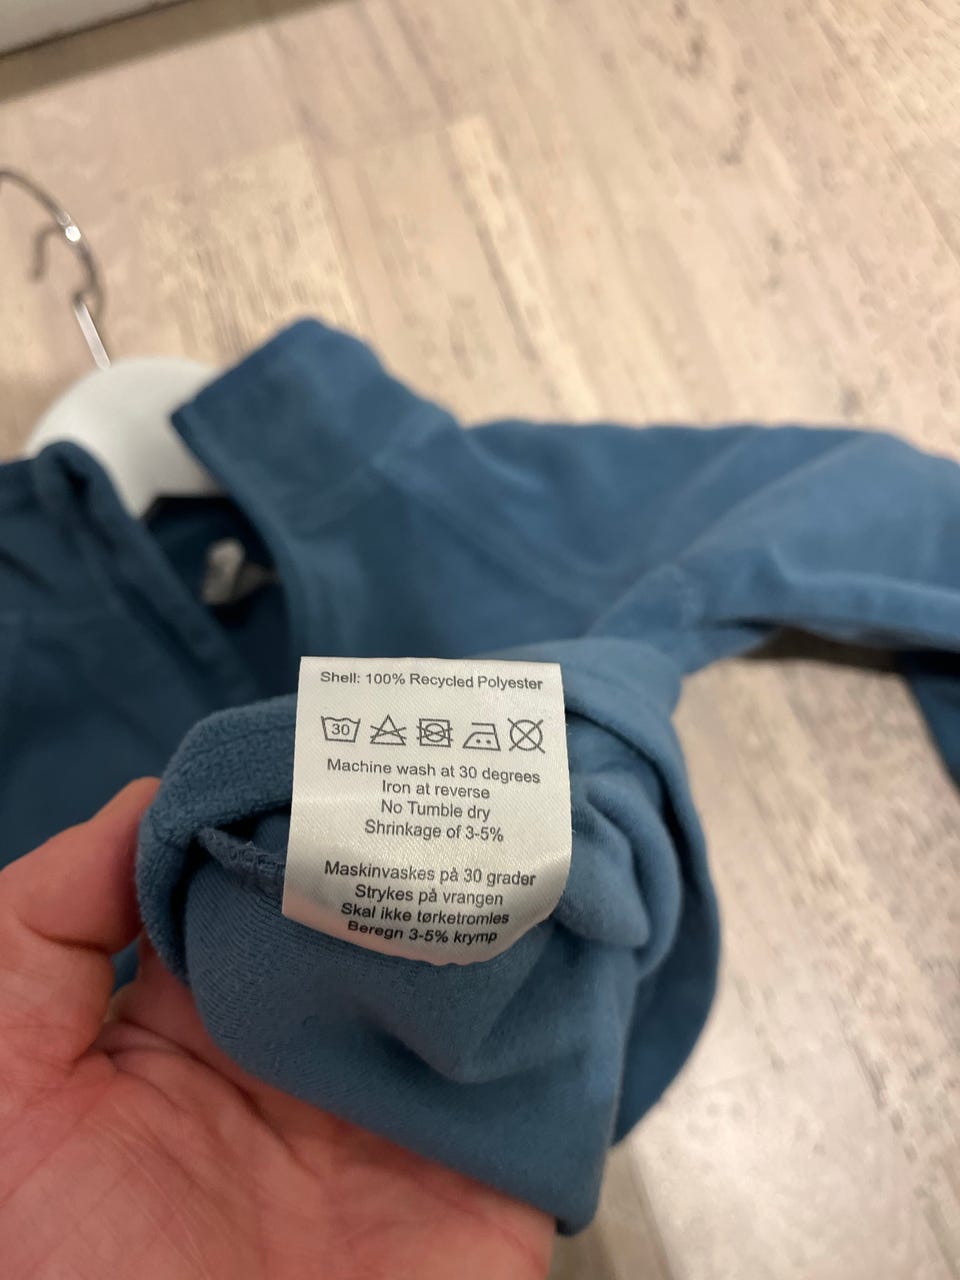 Shell: 100% Recycled Polyester
30
Machine wash at 30 degrees
Iron at reverse
No Tumble dry
Shrinkage of 3-5%
Maskinvaskes på 30 grader
Strykes på vrangen
Skal ikke tørketromles
Beregn 3-5% krymp